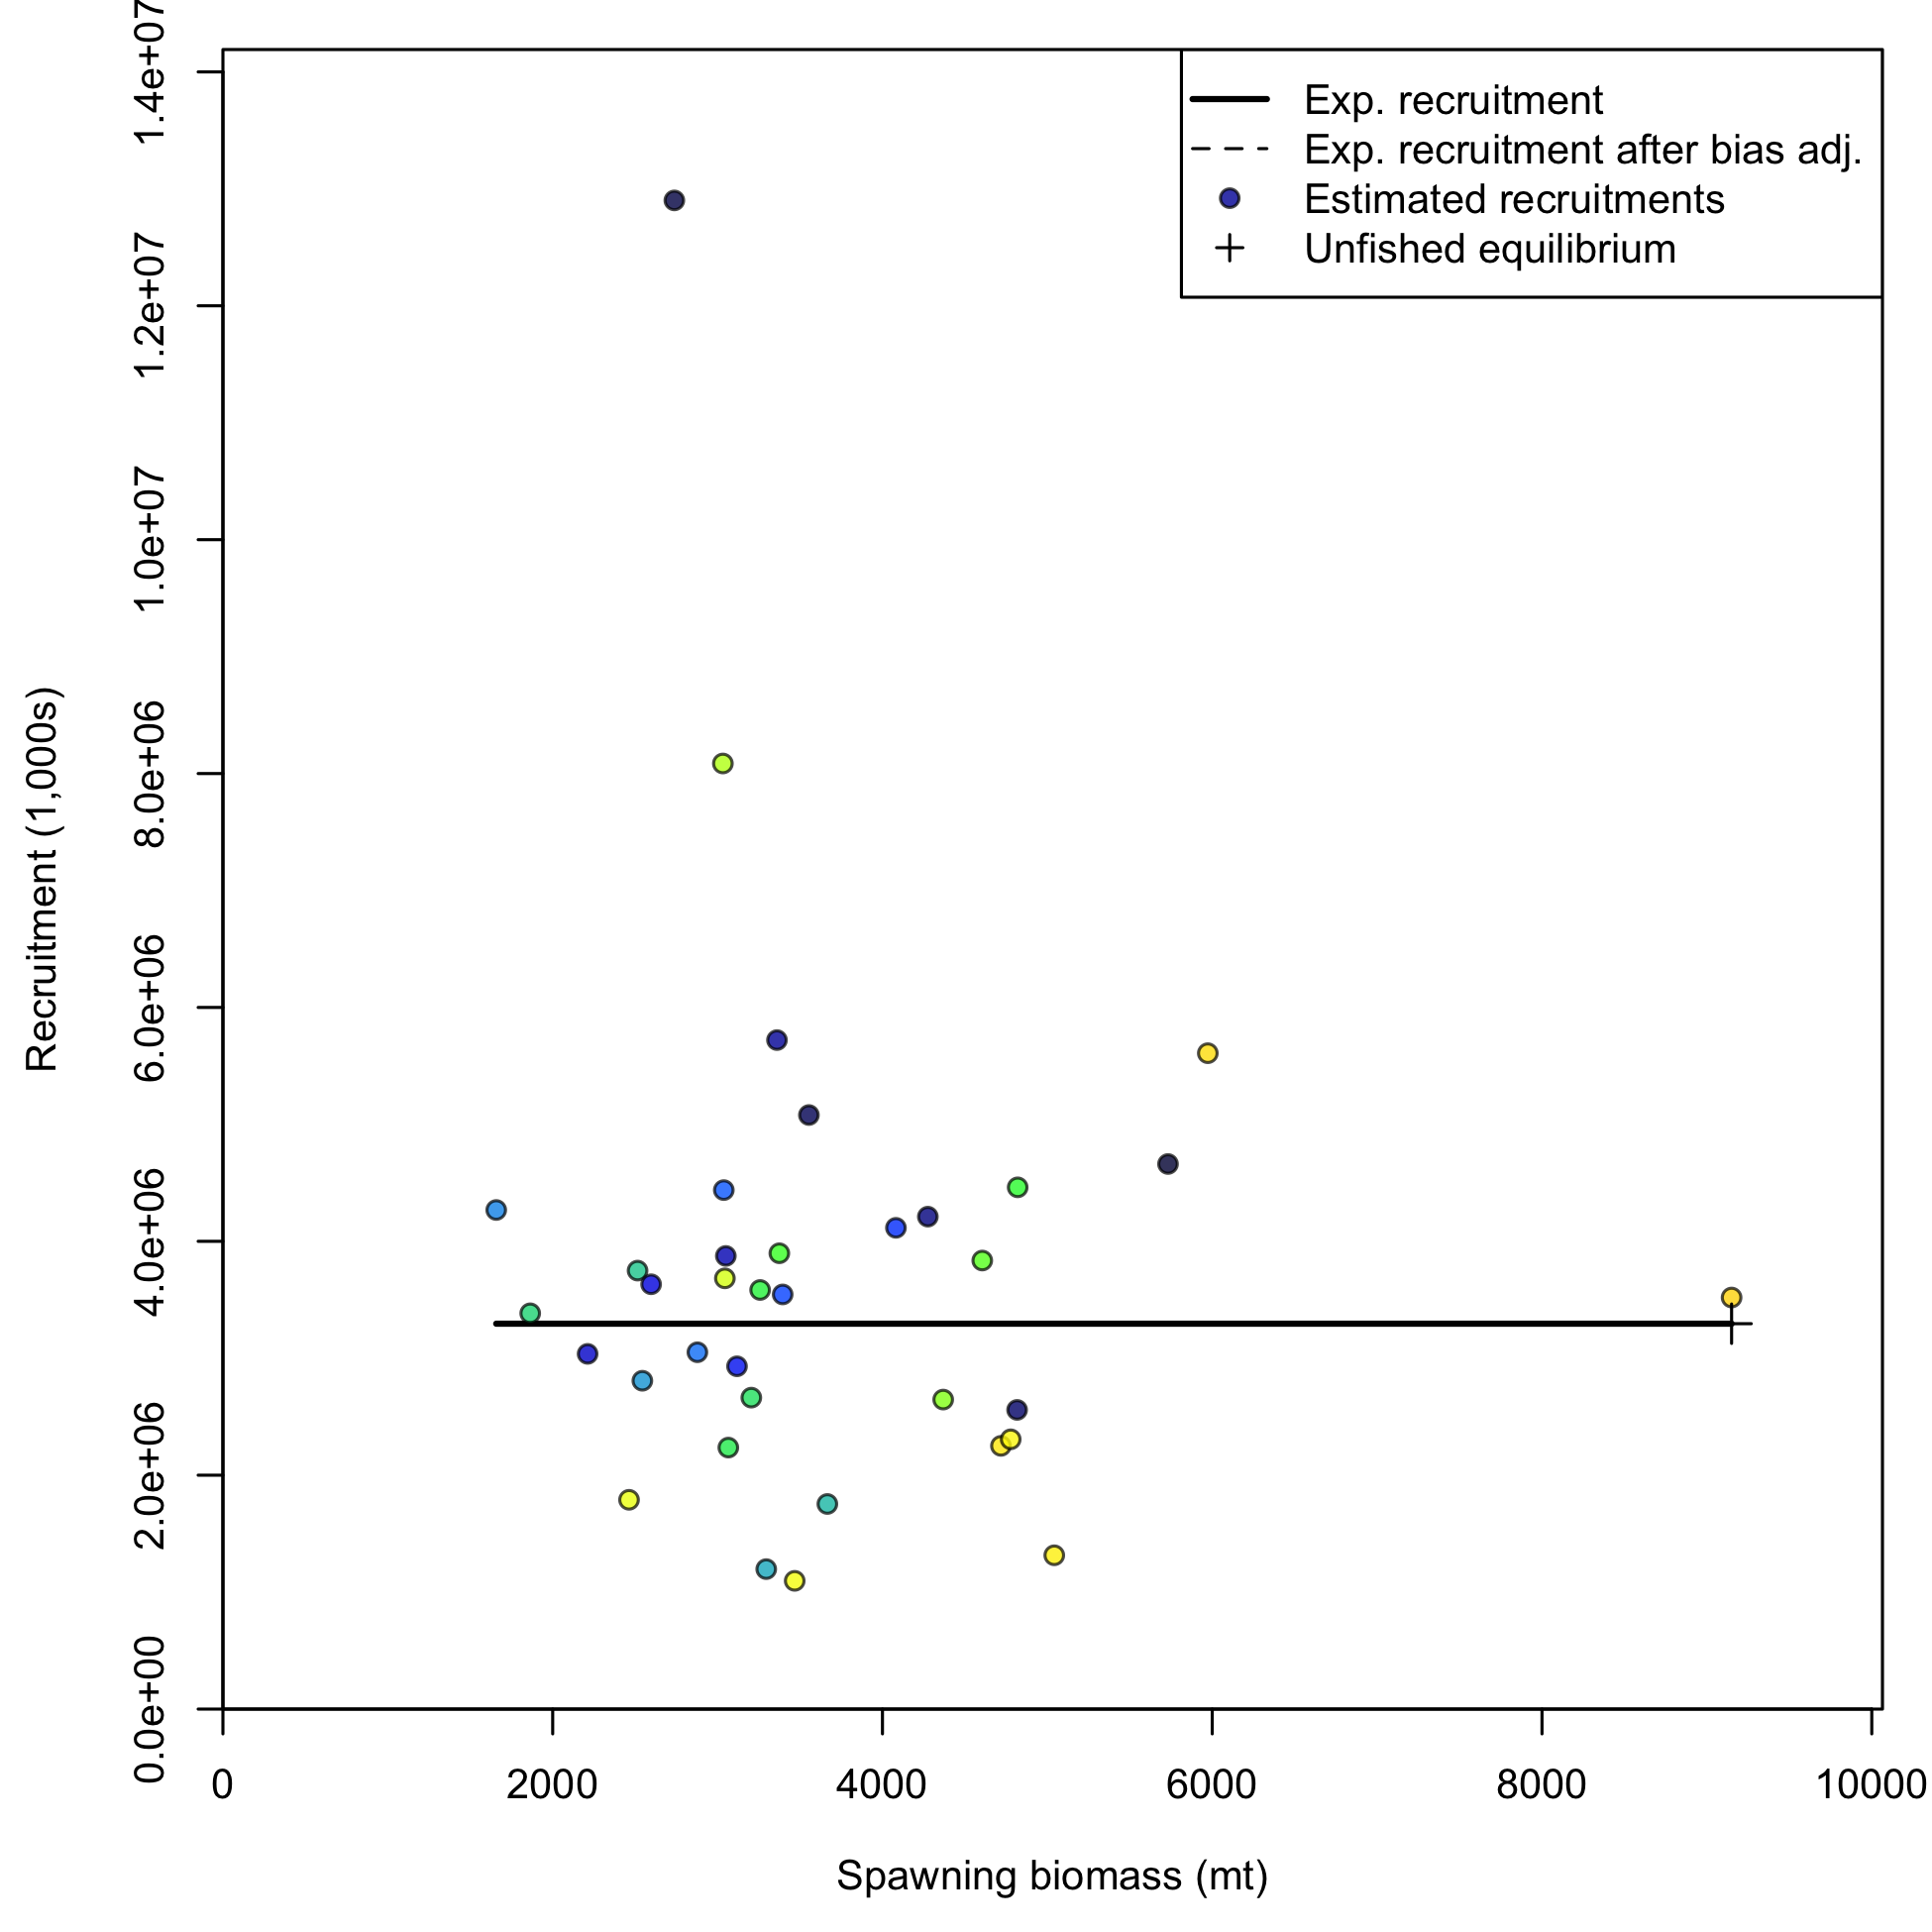 Exp. recruitment
Exp. recruitment after bias adj.
Estimated recruitments
Unfished equilibrium
1.4e+07
1.2e+07
1.0e+07
8.0e+06
6.0e+06
4.0e+06
2.0e+06
0.0e+00
Recruitment (1,000s)
0 2000 4000 6000 8000 10000
Spawning biomass (mt)